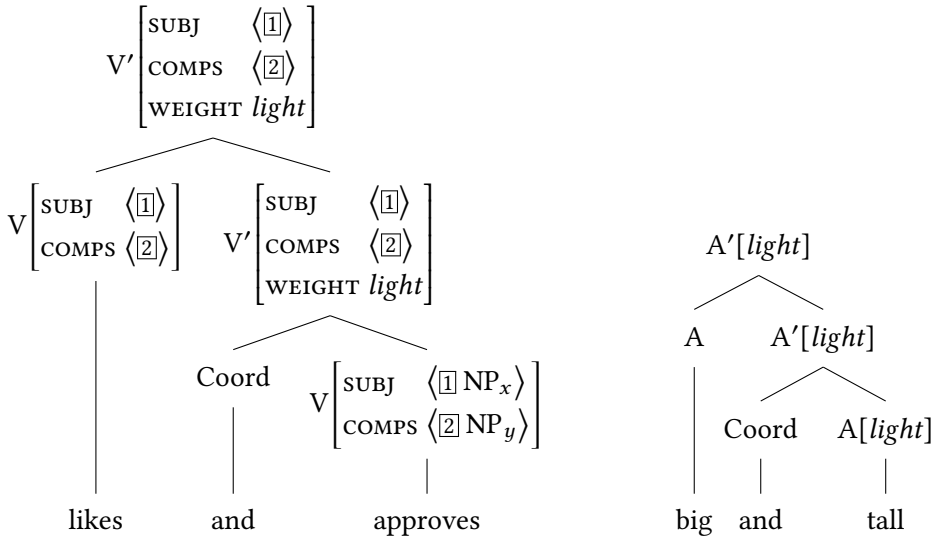 V′ [SUBJ ⟨[1]⟩
COMPS ⟨[2]⟩
WEIGHT light]
V [SUBJ ⟨[1]⟩
COMPS ⟨[2]⟩]
V′ [SUBJ ⟨[1]⟩
COMPS ⟨[2]⟩
WEIGHT light]
Coord
V [SUBJ ⟨[1] NPx⟩
COMPS ⟨[2] NPy⟩]
likes and approves
A′[light]
A A′[light]
Coord A[light]
big and tall